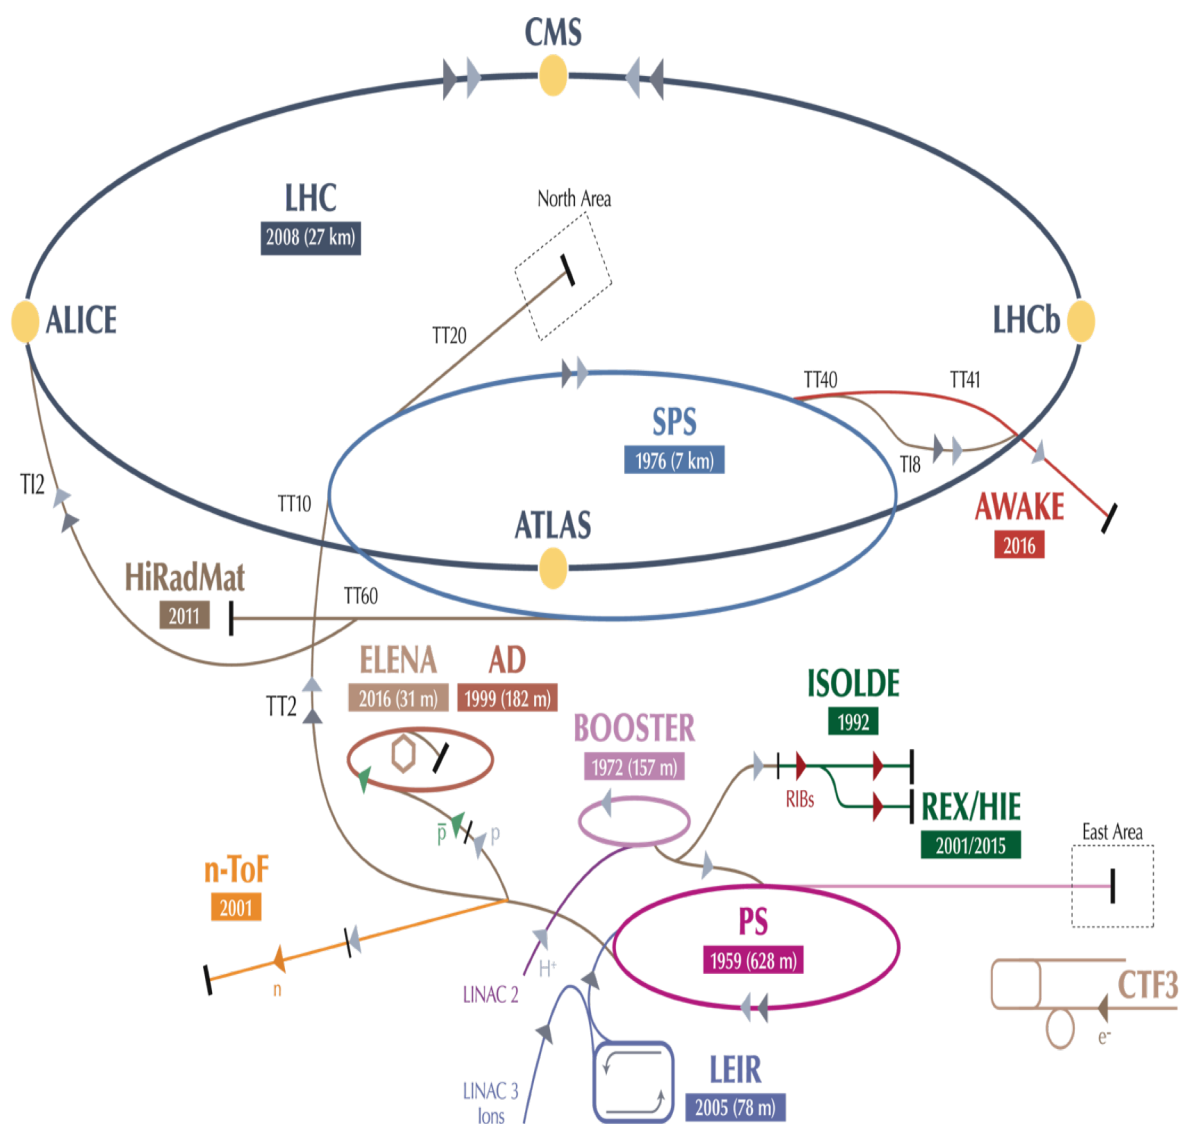 CMS
LHC
2008 (27 km)
North Area
ALICE
LHCb
TT20
TT40
TT41
SPS
1976 (7 km)
TI8
TI2
TT10
AWAKE
2016
ATLAS
HiRadMat
2011
TT60
ELENA
2016 (31 m)
AD
1999 (182 m)
TT2
ISOLDE
1992
BOOSTER
1972 (157 m)
RIBs
REX/HIE
2001/2015
p̅
p
East Area
n-ToF
2001
PS
1959 (628 m)
n
H+
LINAC 2
CTF3
e-
LEIR
2005 (78 m)
LINAC 3
Ions